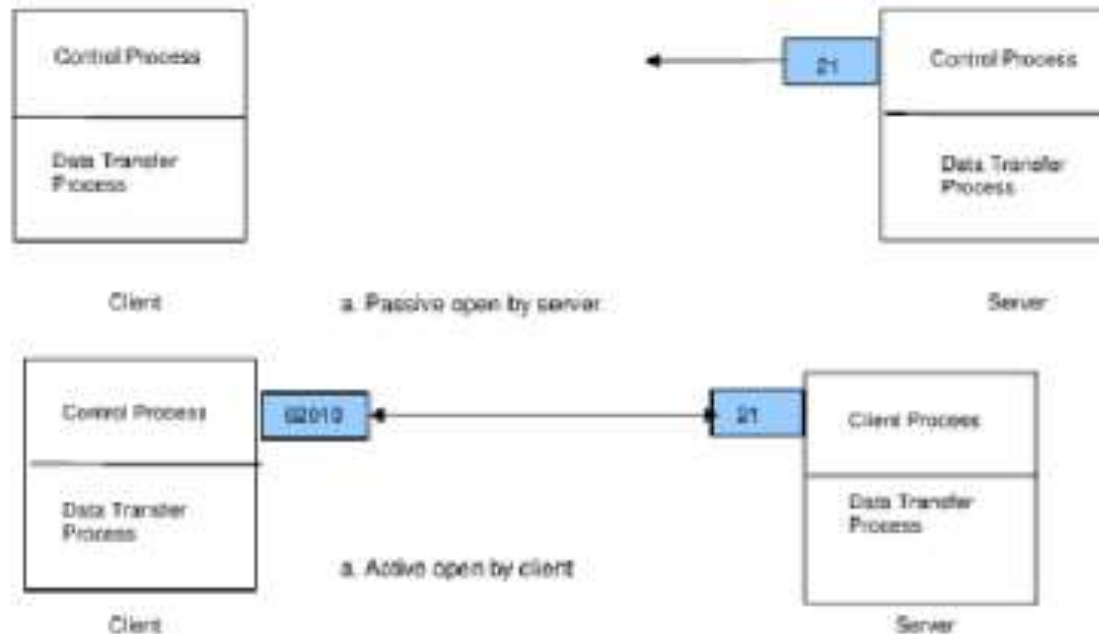 Control Process
21
Control Process
Data Transfer
Process
Data Transfer
Process
Client
a. Passive open by server
Server
Control Process
62010
21
Client Process
Data Transfer
Process
Data Transfer
Process
a. Active open by client
Client
Server